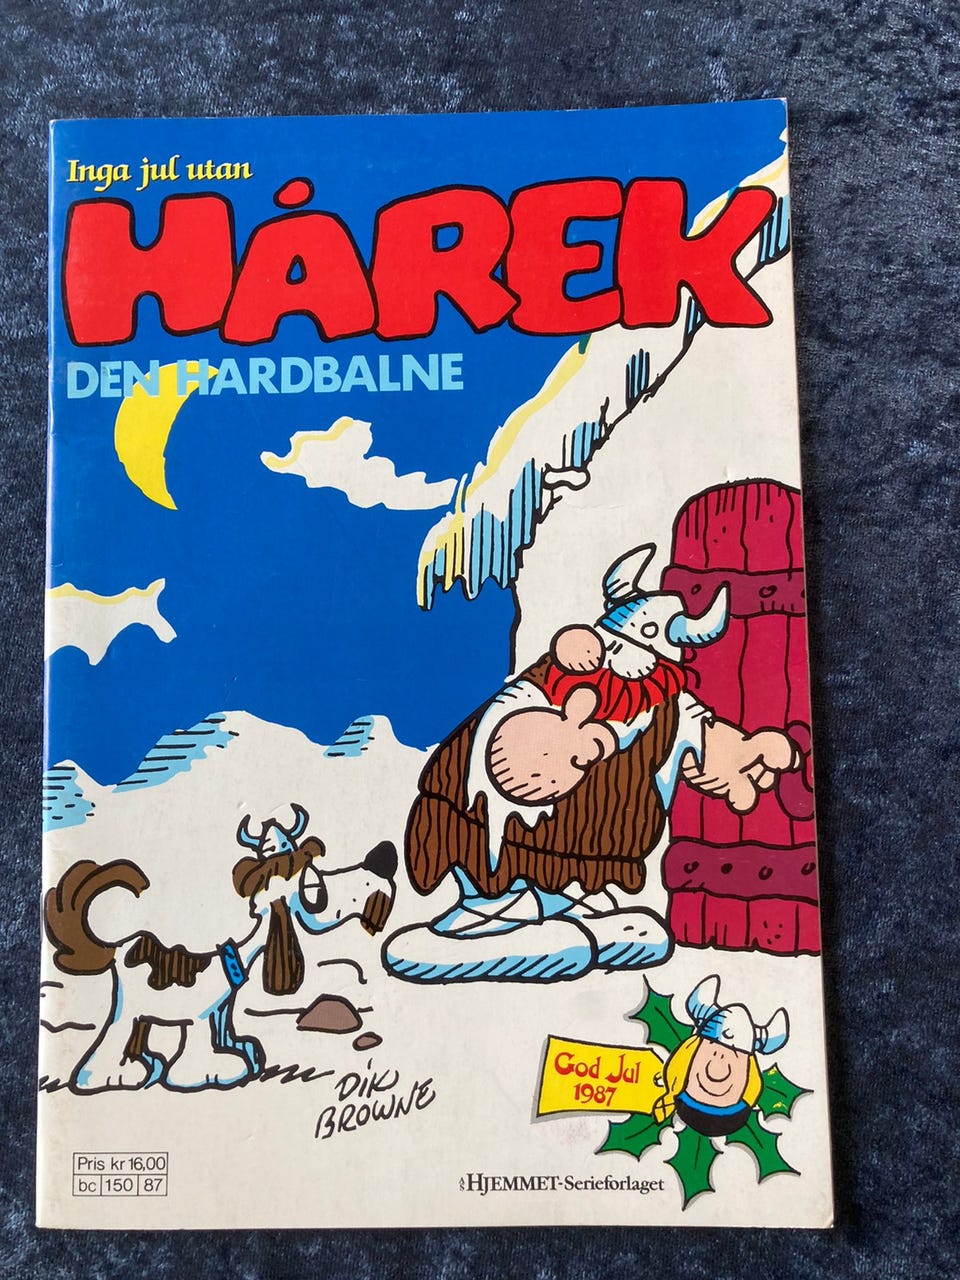 Inga jul utan
HÅREK
DEN HARDBALNE
DIK
BROWNE
God Jul
1987
Pris kr 16,00
bc 150 87
A/S HJEMMET-Serieforlaget